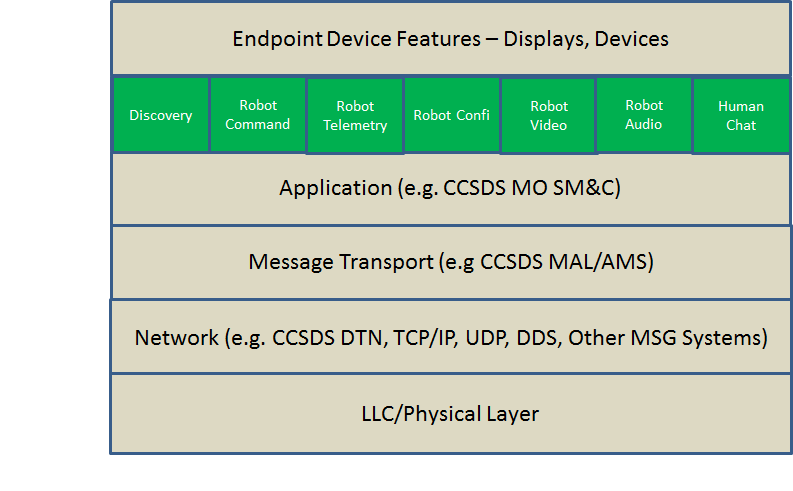 Endpoint Device Features – Displays, Devices
Discovery
Robot
Command
Robot
Telemetry
Robot Confi
Robot
Video
Robot
Audio
Human
Chat
Application (e.g. CCSDS MO SM&C)
Message Transport (e.g CCSDS MAL/AMS)
Network (e.g. CCSDS DTN, TCP/IP, UDP, DDS, Other MSG Systems)
LLC/Physical Layer